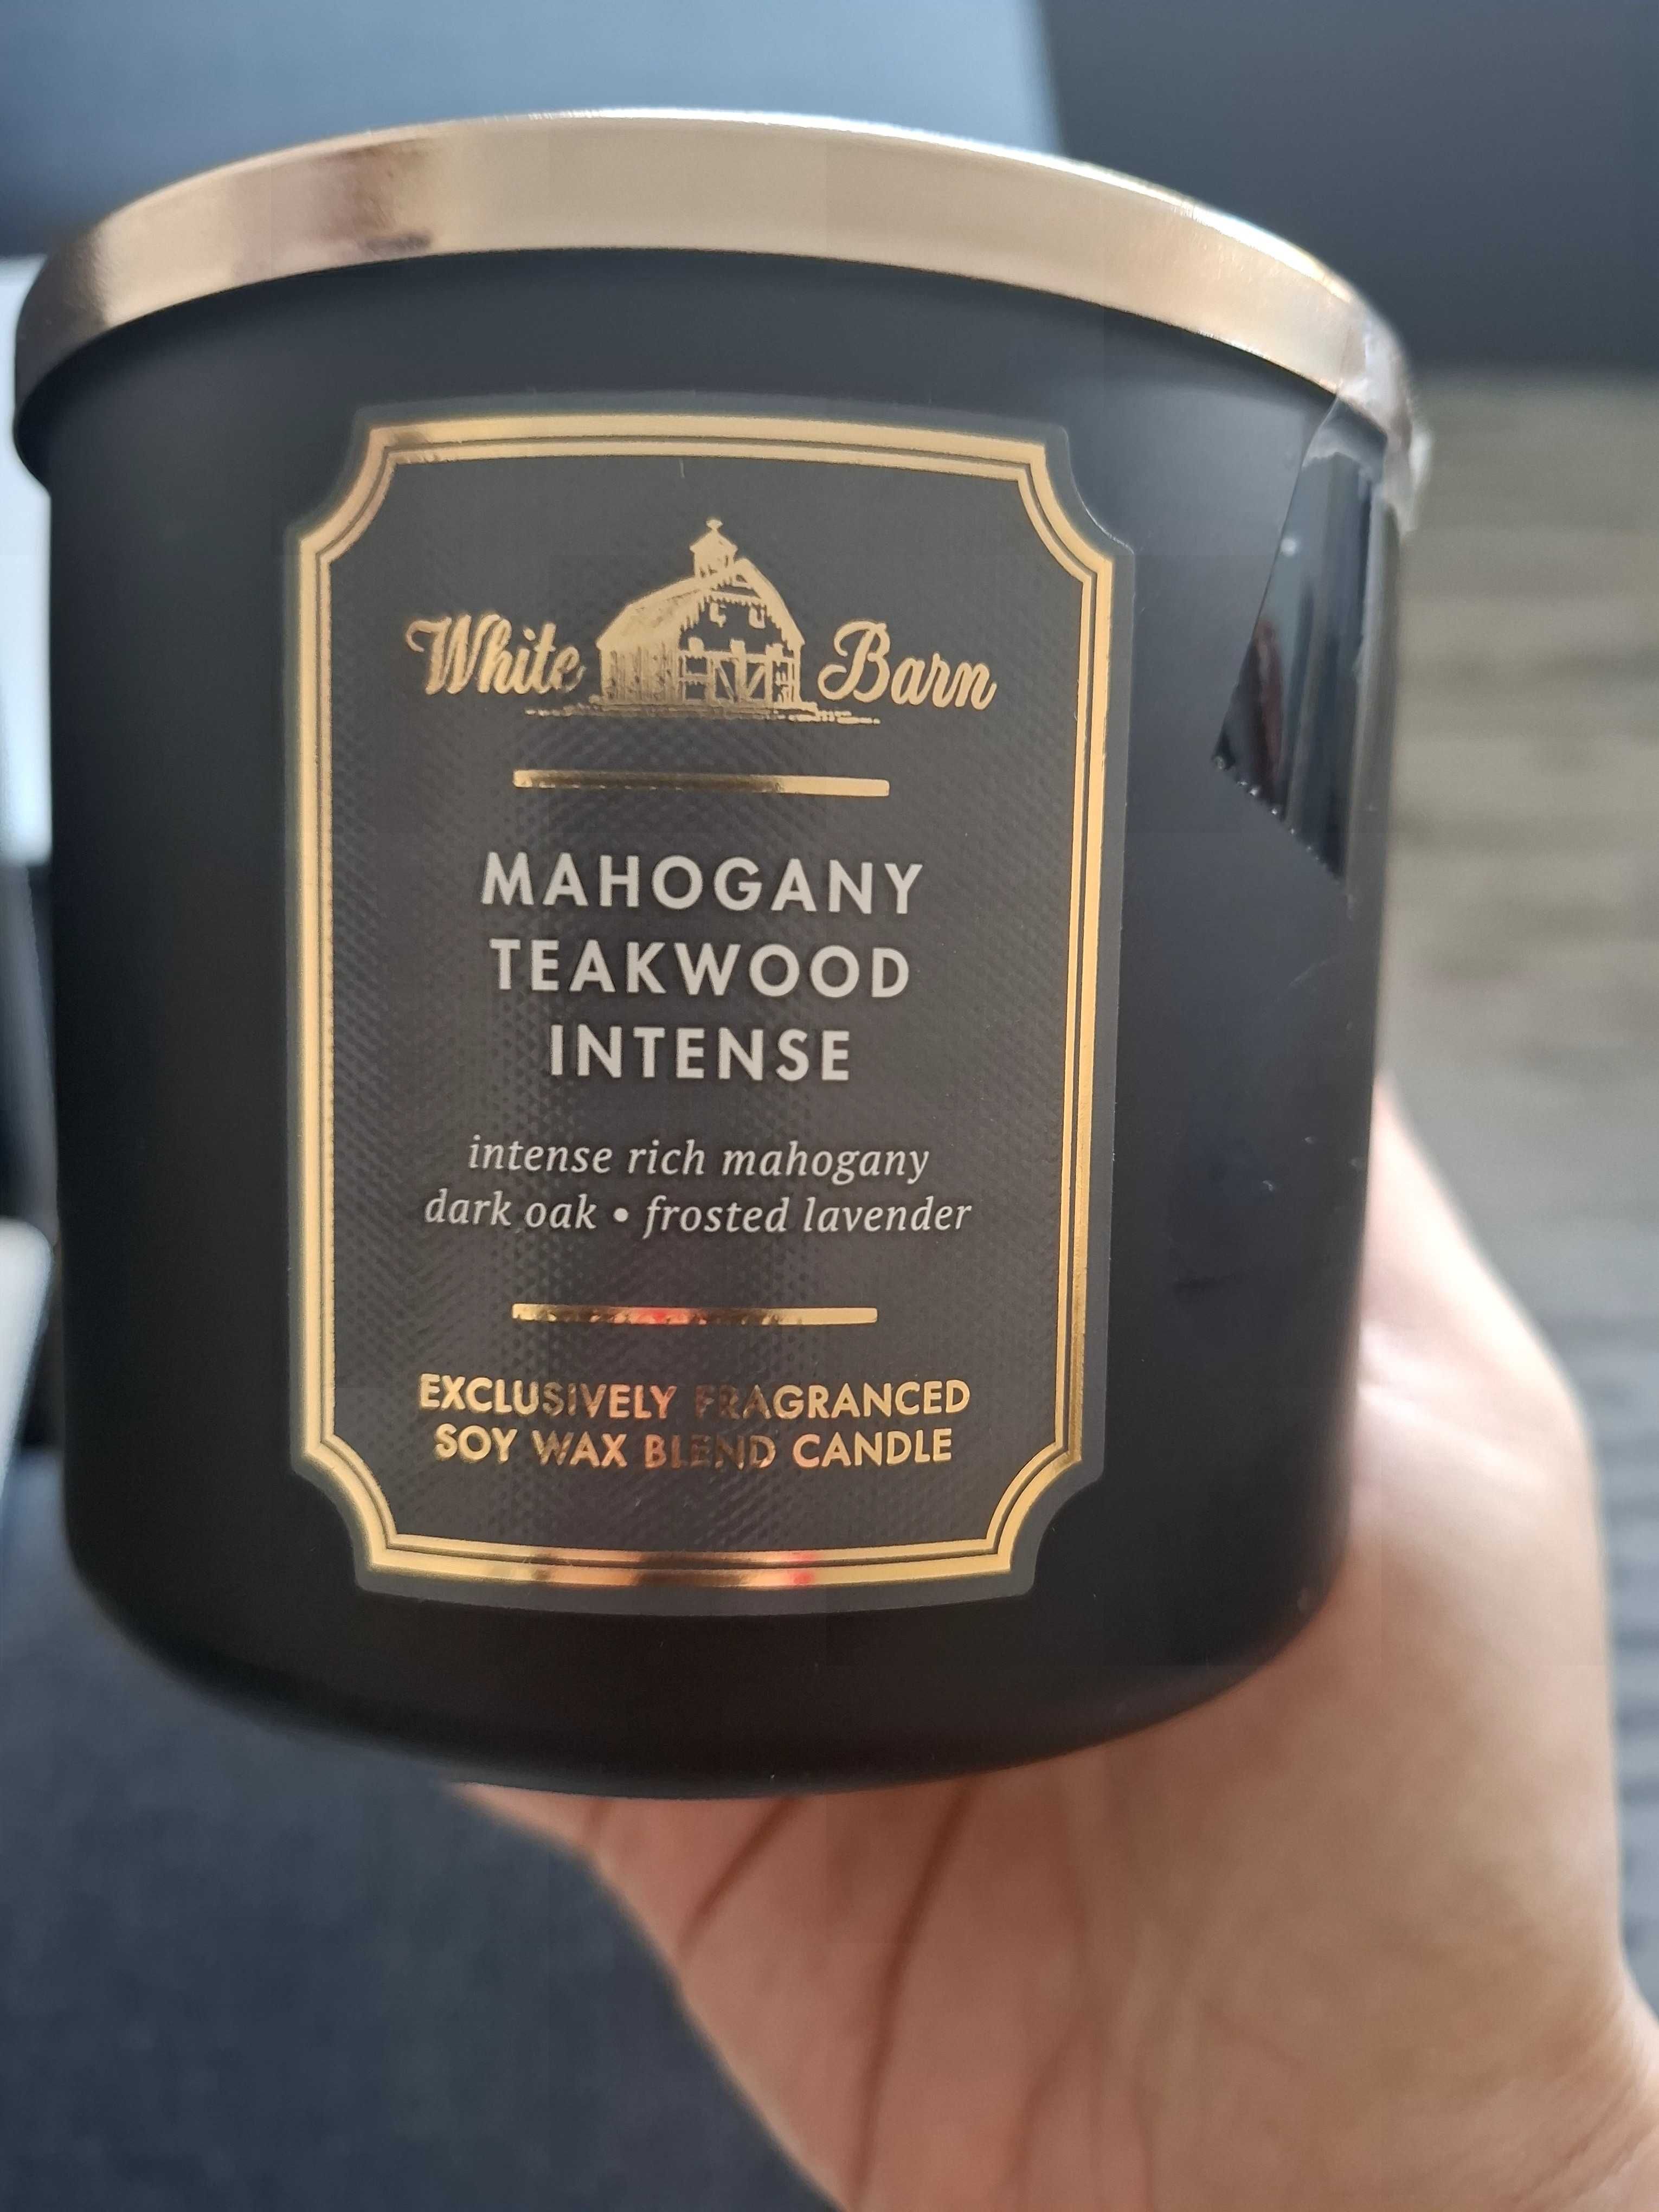 White Barn
MAHOGANY
TEAKWOOD
INTENSE
intense rich mahogany
dark oak • frosted lavender
EXCLUSIVELY FRAGRANCED
SOY WAX BLEND CANDLE